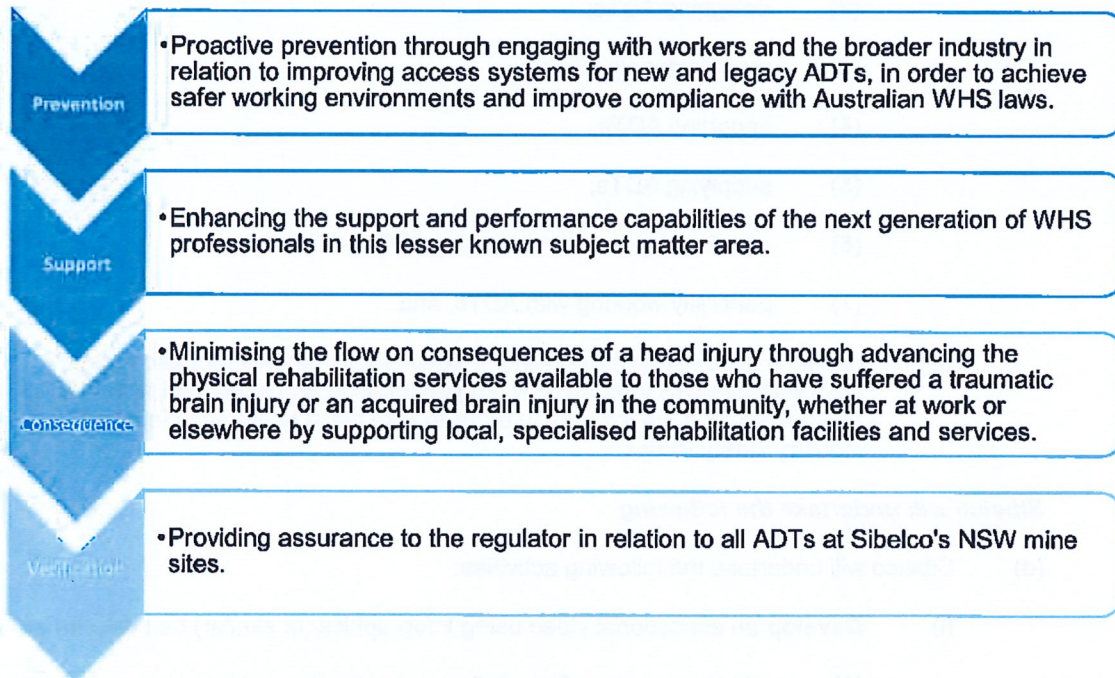 Prevention
•Proactive prevention through engaging with workers and the broader industry in
relation to improving access systems for new and legacy ADTs, in order to achieve
safer working environments and improve compliance with Australian WHS laws.
Support
•Enhancing the support and performance capabilities of the next generation of WHS
professionals in this lesser known subject matter area.
Consequence
•Minimising the flow on consequences of a head injury through advancing the
physical rehabilitation services available to those who have suffered a traumatic
brain injury or an acquired brain injury in the community, whether at work or
elsewhere by supporting local, specialised rehabilitation facilities and services.
Verification
•Providing assurance to the regulator in relation to all ADTs at Sibelco's NSW mine
sites.